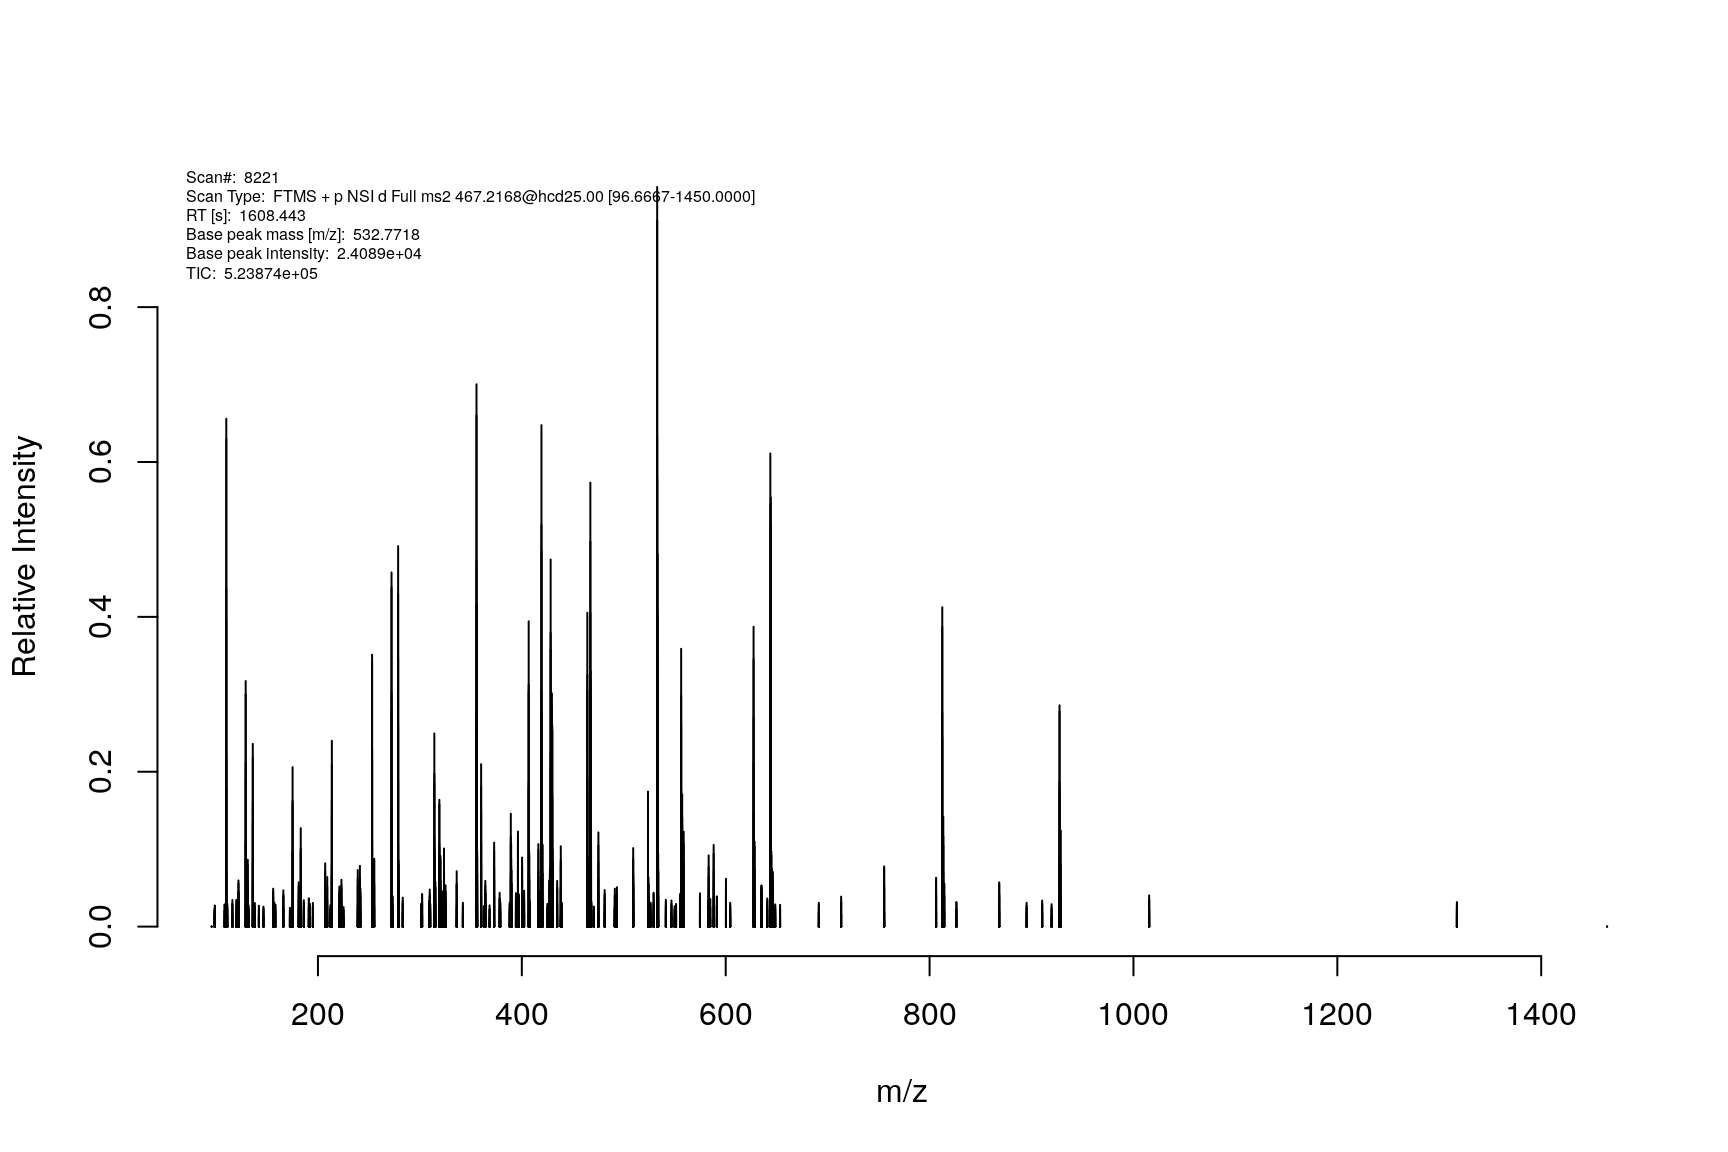 Scan#: 8221
Scan Type: FTMS + p NSI d Full ms2 467.2168@hcd25.00 [96.6667-1450.0000]
RT [s]: 1608.443
Base peak mass [m/z]: 532.7718
Base peak intensity: 2.4089e+04
TIC: 5.23874e+05
0.8
0.6
0.4
0.2
0.0
Relative Intensity
200 400 600 800 1000 1200 1400
m/z